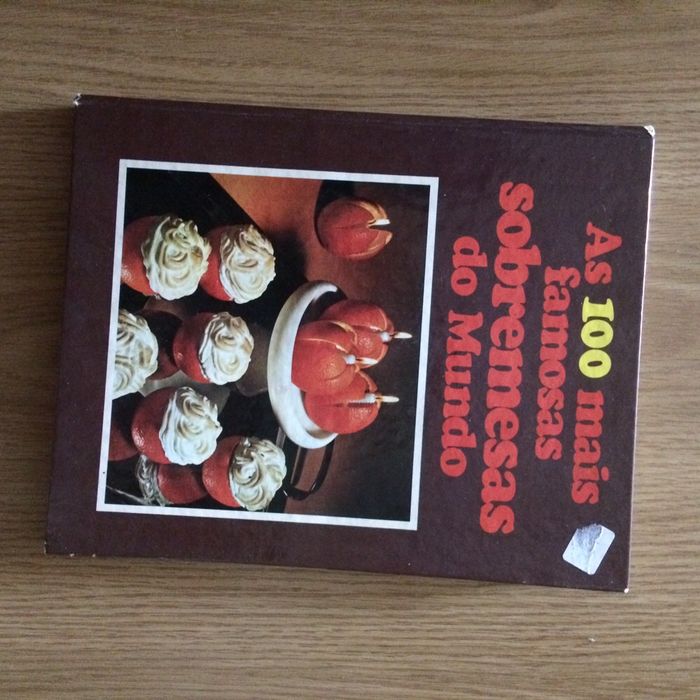 As 100 mais
famosas
sobremesas
do Mundo